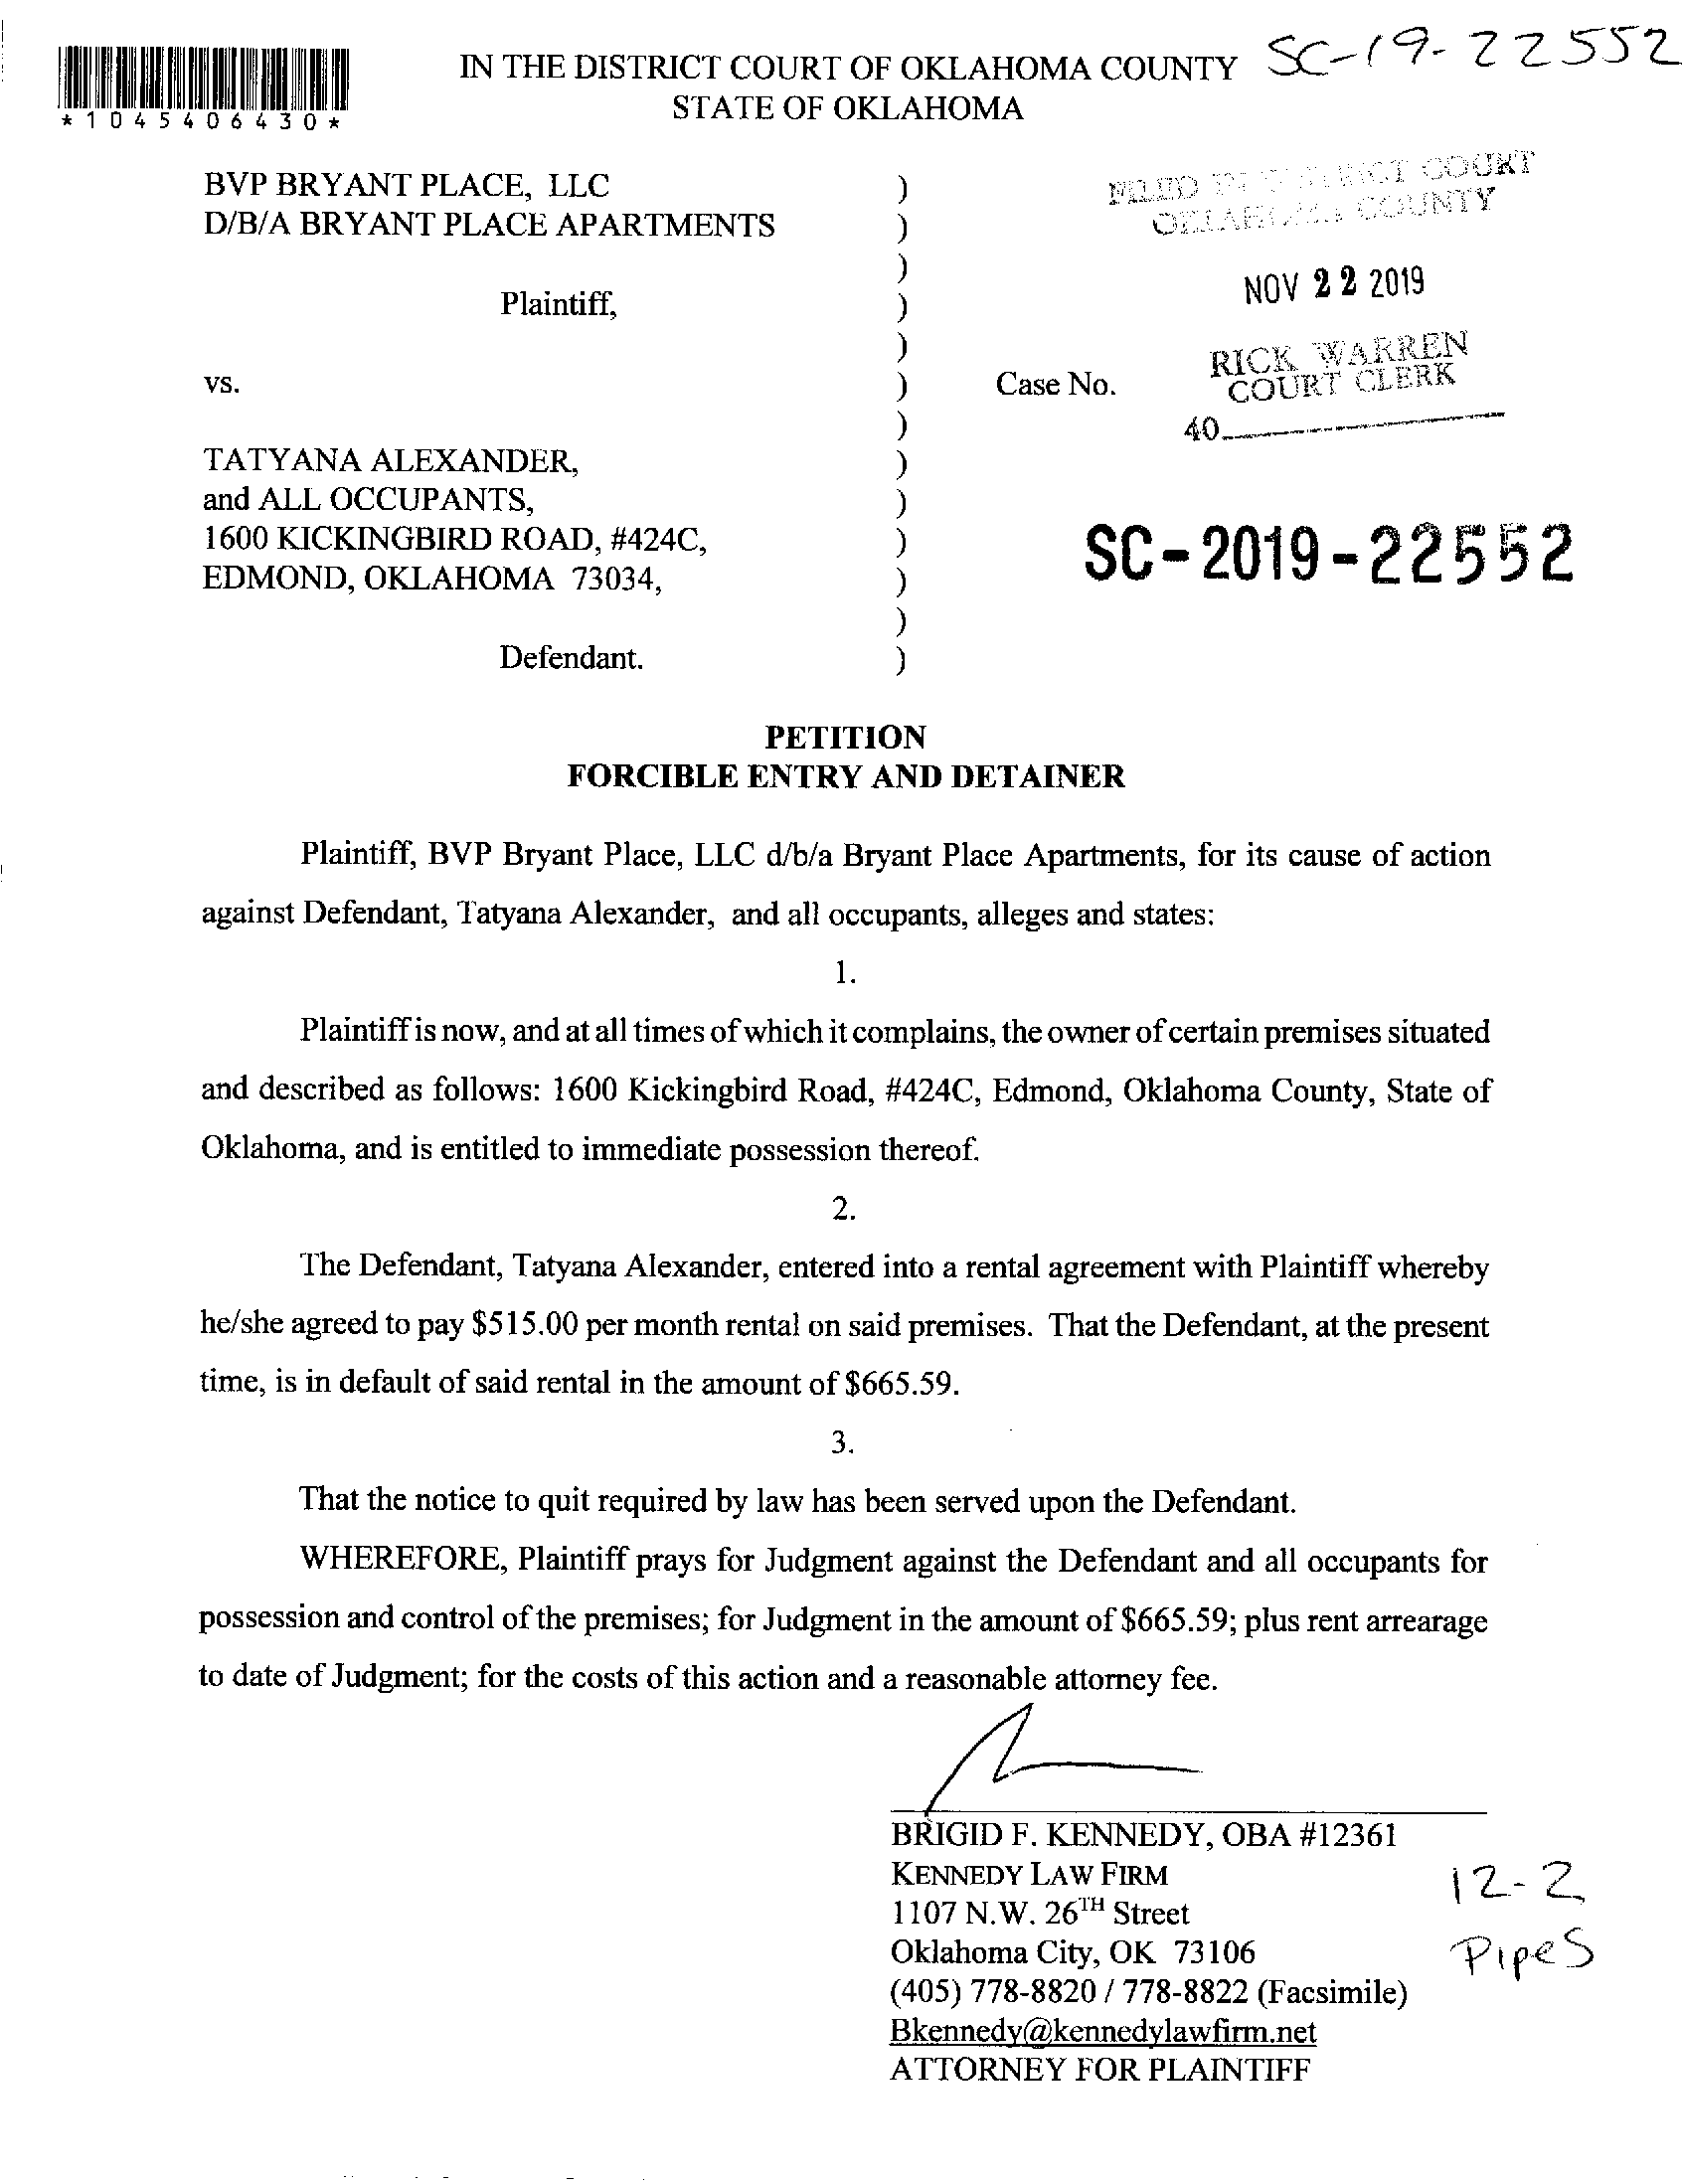 SC-19-22552
*1045406430*
IN THE DISTRICT COURT OF OKLAHOMA COUNTY
STATE OF OKLAHOMA
BVP BRYANT PLACE, LLC )
D/B/A BRYANT PLACE APARTMENTS )
)
Plaintiff, )
)
vs. ) Case No.
)
TATYANA ALEXANDER, )
and ALL OCCUPANTS, )
1600 KICKINGBIRD ROAD, #424C, )
EDMOND, OKLAHOMA 73034, )
)
Defendant. )
FILED IN DISTRICT COURT
OKLAHOMA COUNTY
NOV 22 2019
RICK WARREN
COURT CLERK
40
SC-2019-22552
PETITION
FORCIBLE ENTRY AND DETAINER
Plaintiff, BVP Bryant Place, LLC d/b/a Bryant Place Apartments, for its cause of action
against Defendant, Tatyana Alexander, and all occupants, alleges and states:
1.
Plaintiff is now, and at all times of which it complains, the owner of certain premises situated
and described as follows: 1600 Kickingbird Road, #424C, Edmond, Oklahoma County, State of
Oklahoma, and is entitled to immediate possession thereof.
2.
The Defendant, Tatyana Alexander, entered into a rental agreement with Plaintiff whereby
he/she agreed to pay $515.00 per month rental on said premises. That the Defendant, at the present
time, is in default of said rental in the amount of $665.59.
3.
That the notice to quit required by law has been served upon the Defendant.
WHEREFORE, Plaintiff prays for Judgment against the Defendant and all occupants for
possession and control of the premises; for Judgment in the amount of $665.59; plus rent arrearage
to date of Judgment; for the costs of this action and a reasonable attorney fee.
BRIGID F. KENNEDY, OBA #12361
KENNEDY LAW FIRM
1107 N.W. 26TH Street
Oklahoma City, OK 73106
(405) 778-8820 / 778-8822 (Facsimile)
Bkennedy@kennedylawfirm.net
ATTORNEY FOR PLAINTIFF
12-2
Pipes